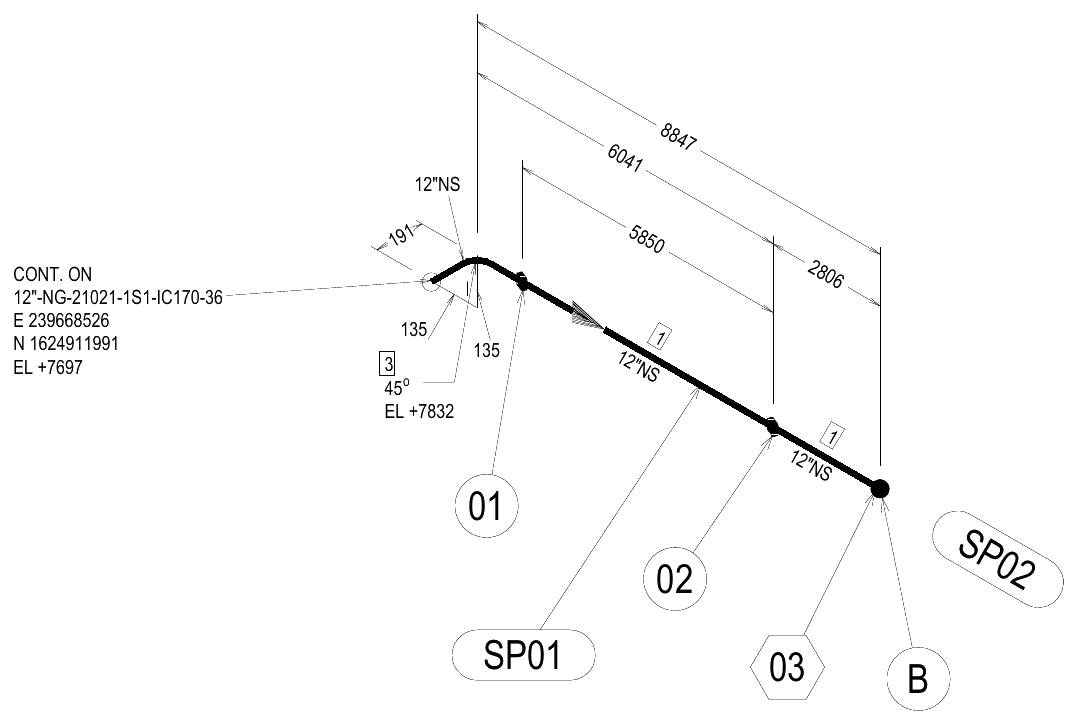 8847
6041
12"NS
191
5850
2806
CONT. ON
12"-NG-21021-1S1-IC170-36
E 239668526
N 1624911991
EL +7697
135
135
1
12"NS
3
45°
EL +7832
1
12"NS
01
02
SP02
SP01
03
B